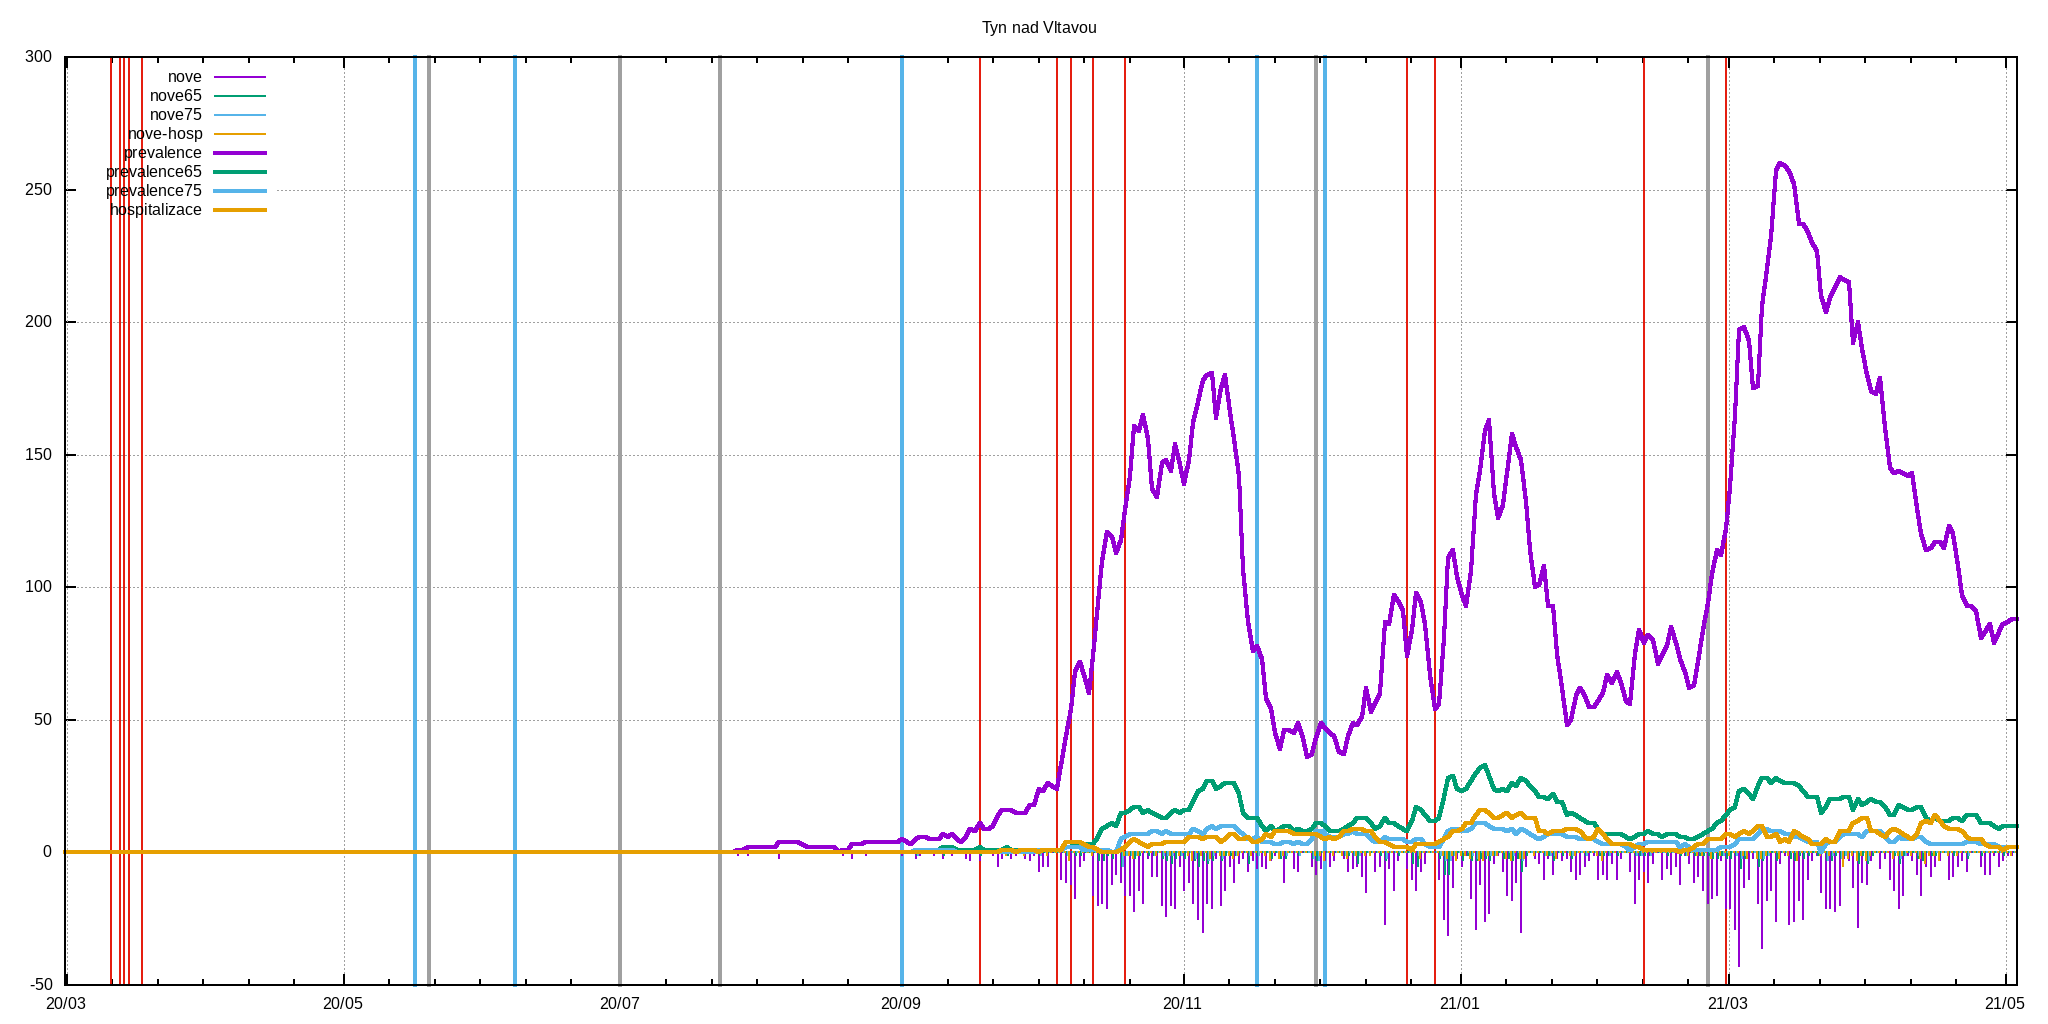 Tyn nad Vltavou
300
250
200
150
100
50
0
-50
nove
nove65
nove75
nove-hosp
prevalence
prevalence65
prevalence75
hospitalizace
20/03 20/05 20/07 20/09 20/11 21/01 21/03 21/05